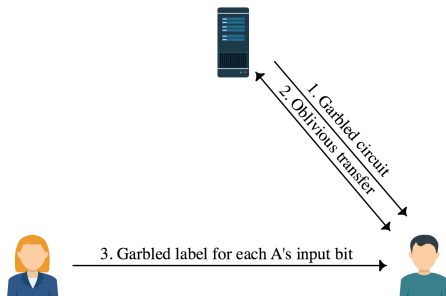 1. Garbled circuit
2. Oblivious transfer
3. Garbled label for each A's input bit